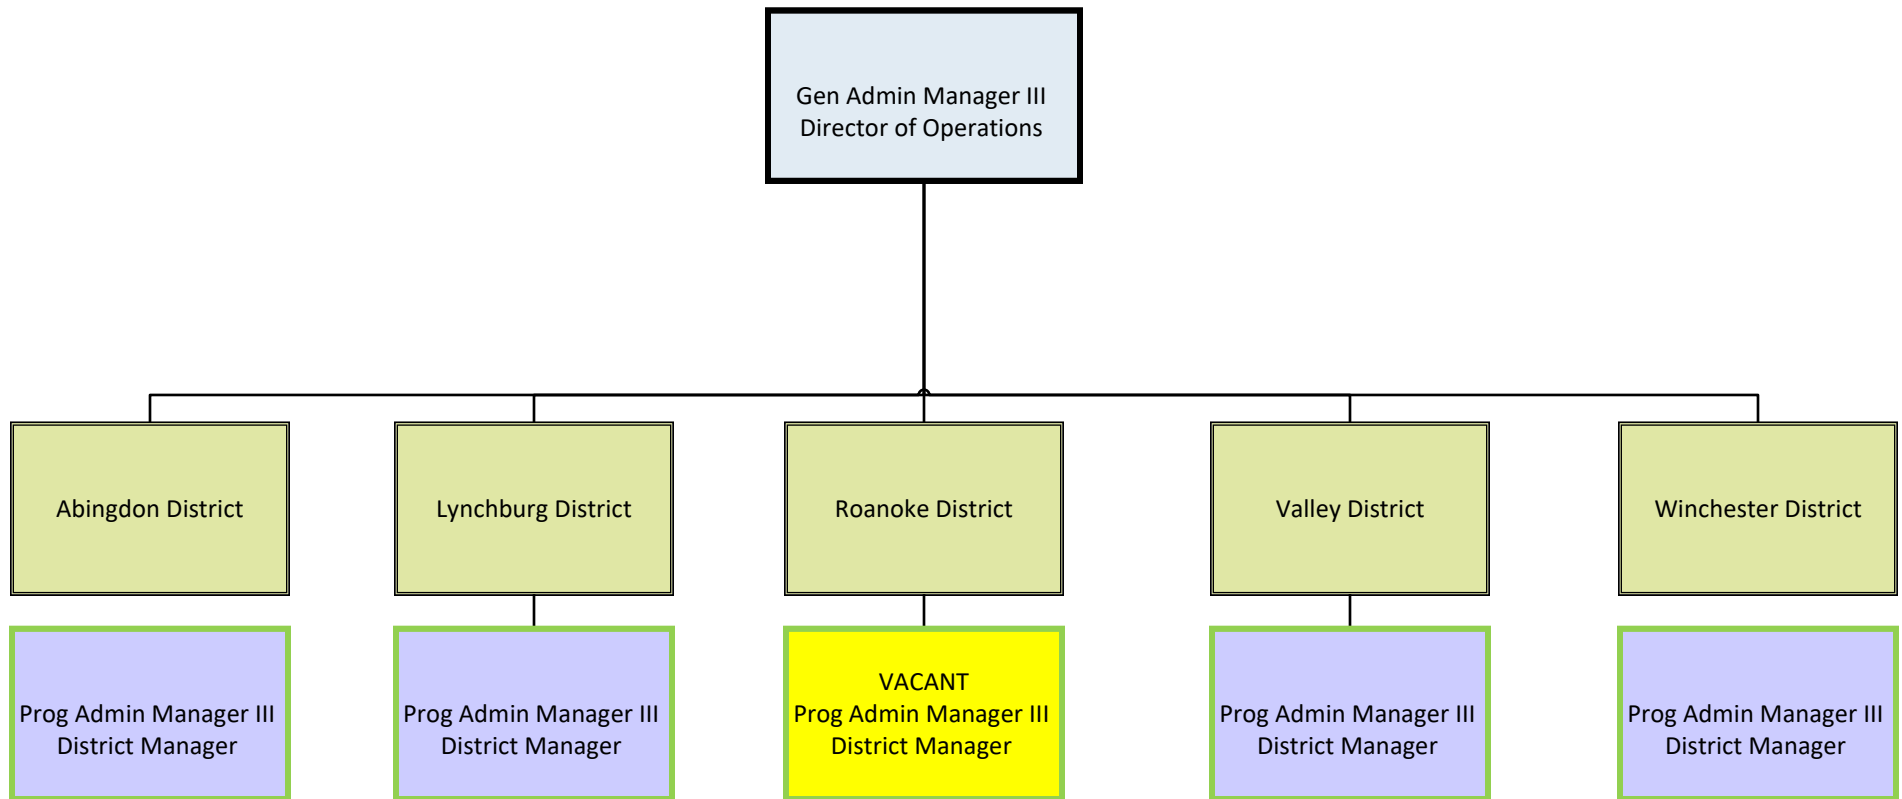 Gen Admin Manager III
Director of Operations
Abingdon District
Lynchburg District
Roanoke District
Valley District
Winchester District
Prog Admin Manager III
District Manager
Prog Admin Manager III
District Manager
VACANT
Prog Admin Manager III
District Manager
Prog Admin Manager III
District Manager
Prog Admin Manager III
District Manager